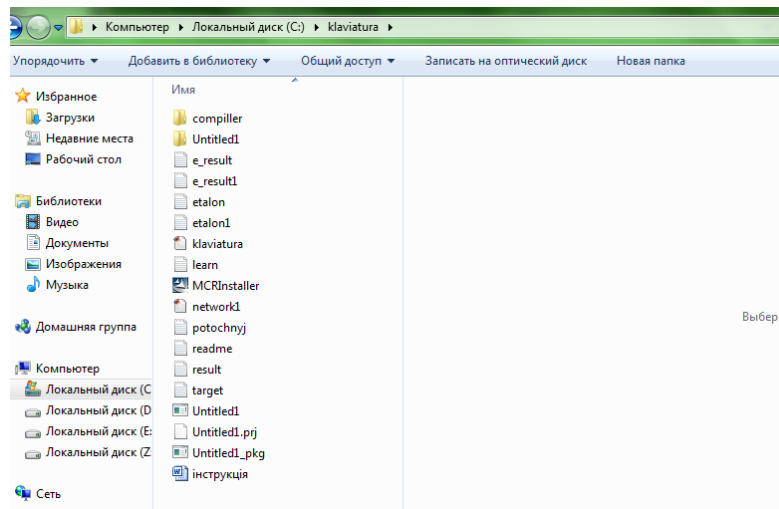 Компьютер Локальный диск (C:) klaviatura
Упорядочить Добавить в библиотеку Общий доступ Записать на оптический диск Новая папка
Избранное
Загрузки
Недавние места
Рабочий стол
Библиотеки
Видео
Документы
Изображения
Музыка
Домашняя группа
Компьютер
Локальный диск (C
Локальный диск (D
Локальный диск (E:
Локальный диск (Z
Сеть
Имя
compiller
Untitled1
e_result
e_result1
etalon
etalon1
klaviatura
learn
MCRInstaller
network1
potochnyj
readme
result
target
Untitled1
Untitled1.prj
Untitled1_pkg
інструкція
Выбер